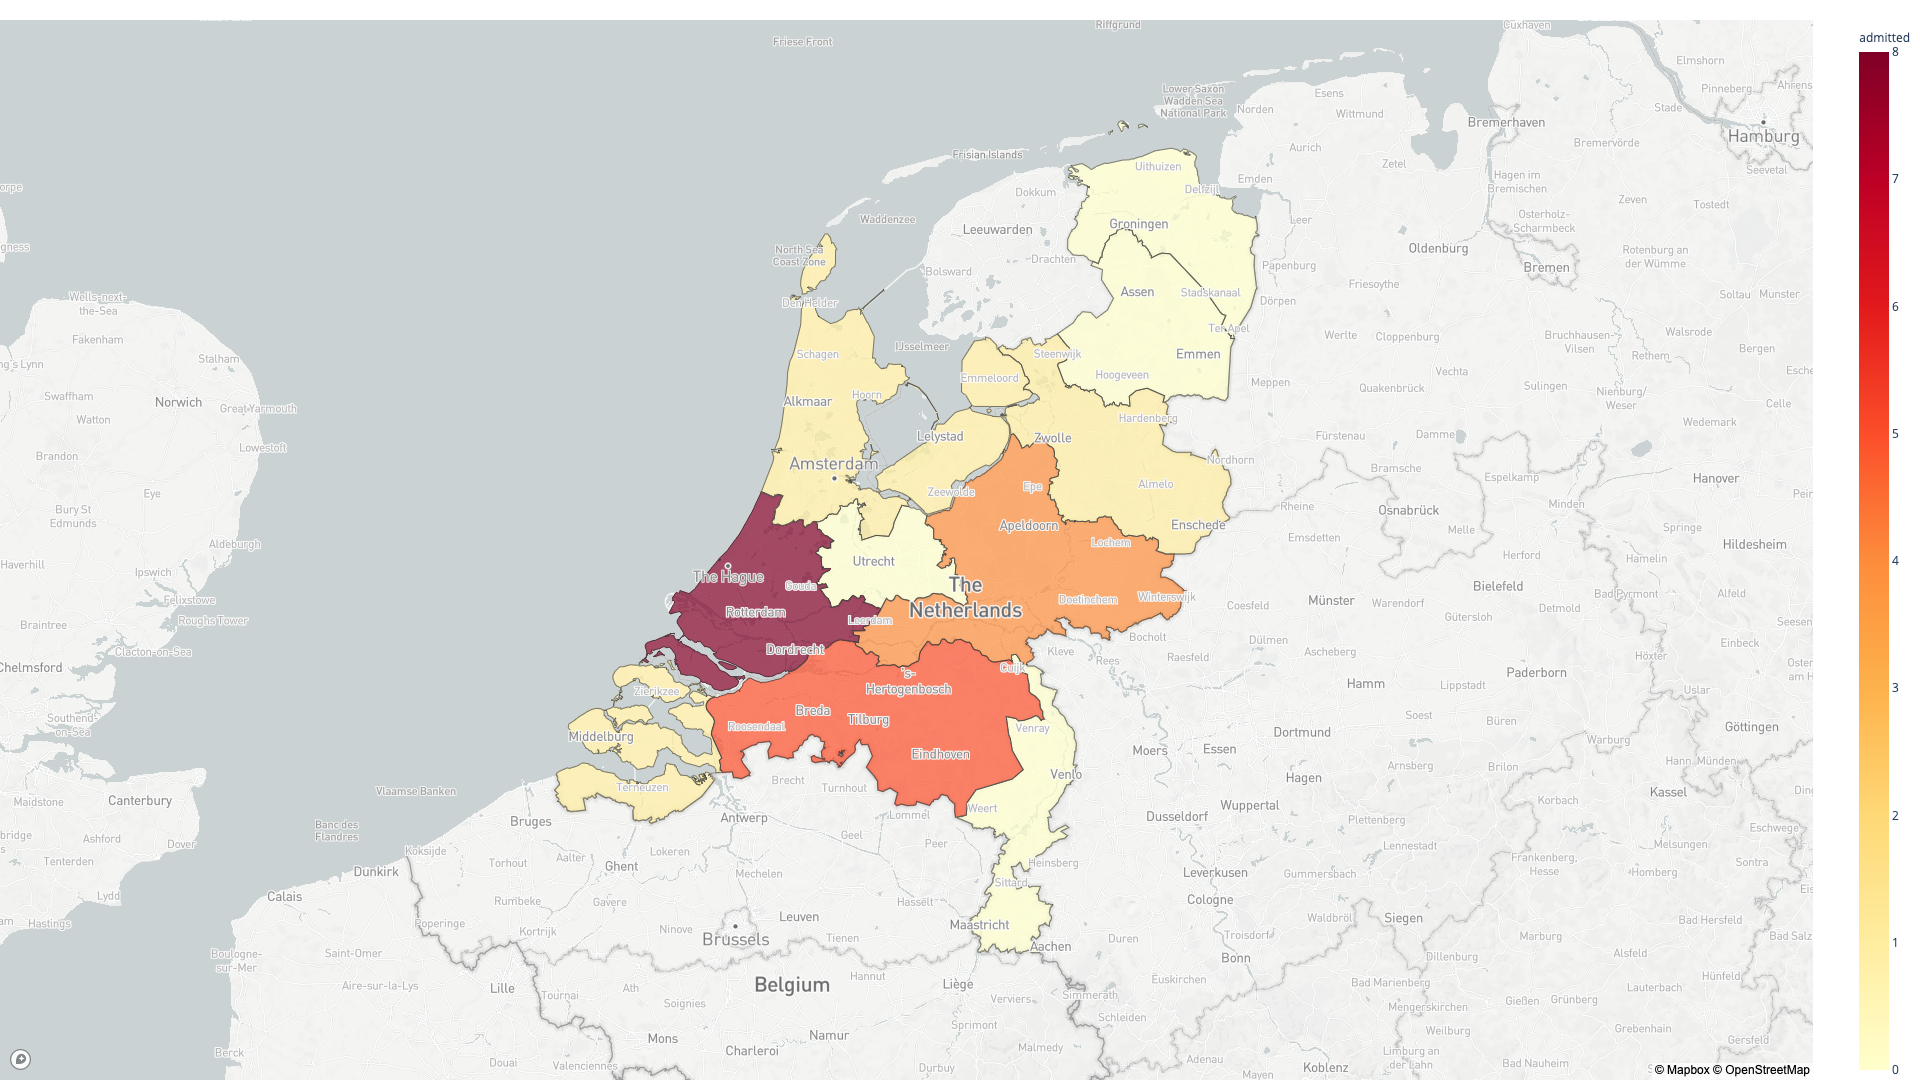 Riffgrund
Cuxhaven
Friese Front
admitted
8
Elmshorn
Lower Saxon
Wadden Sea
National Park
Norden
Esens
Wittmund
Pinneberg
Ahrens
Stade
Bremerhaven
Hamburg
Aurich
Bremervörde
Frisian Islands
Uithuizen
Zetel
Seevetal
Emden
Hagen im
Bremischen
7
orpe
Dokkum
Delfzijl
Zeven
Tostedt
Waddenzee
Leer
Osterholz-
Scharmbeck
Groningen
Leeuwarden
gness
North Sea
Coast Zone
Oldenburg
Rotenburg an
der Wümme
Drachten
Papenburg
Bremen
Bolsward
Friesoythe
Assen
Stadskanaal
Soltau
Munster
Wells-next-
the-Sea
Den Helder
Dörpen
6
Ter Apel
Werlte
Cloppenburg
Bruchhausen-
Vilsen
Walsrode
Fakenham
IJsselmeer
Bergen
Stalham
Schagen
Steenwijk
Emmen
Rethem
g's Lynn
Hoogeveen
Vechta
Esche
Emmeloord
Meppen
Quakenbrück
Sulingen
Nienburg/
Weser
Swaffham
Norwich
Great Yarmouth
Alkmaar
Hoorn
Celle
Watton
Hardenberg
Wedemark
5
Lowestoft
Lelystad
Zwolle
Fürstenau
Damme
Brandon
Amsterdam
Nordhorn
Bramsche
Espelkamp
Hanover
Eye
Zeewolde
Epe
Almelo
Minden
Pein
Bury St
Edmunds
Rheine
Osnabrück
Apeldoorn
Enschede
Melle
Springe
Aldeburgh
Lochem
Emsdetten
Hildesheim
Haverhill
Utrecht
Herford
Hamelin
4
Ipswich
The Hague
Gouda
The
Netherlands
Bielefeld
Felixstowe
Doetinchem
Winterswijk
Coesfeld
Münster
Warendorf
Bad Pyrmont
Alfeld
Roughs Tower
Rotterdam
Leerdam
Gütersloh
Detmold
Braintree
Seesen
Bocholt
Dülmen
Einbeck
Clacton-on-Sea
Dordrecht
Kleve
Rees
Raesfeld
Ascheberg
Höxter
Chelmsford
Cuijk
Paderborn
Osten
am H
's-
Hertogenbosch
Hamm
Lippstadt
Uslar
3
Zierikzee
Breda
Tilburg
Soest
Büren
Göttingen
Southend-
on-Sea
Roosendaal
Venray
Dortmund
Warburg
Middelburg
Eindhoven
Moers
Essen
Hann. Münden
Arnsberg
Brilon
Venlo
Hagen
Brecht
Turnhout
Terneuzen
Vlaamse Banken
Kassel
Din
Maidstone
Canterbury
Weert
Wuppertal
Korbach
2
Bruges
Antwerp
Lommel
Dusseldorf
Plettenberg
Eschwege
bridge
Ashford
Banc des
Flandres
Geel
Peer
Lennestadt
Melsungen
Dover
Koksijde
Lokeren
Tenterden
Torhout
Aalter
Ghent
Heinsberg
Frankenberg,
Hesse
Sontra
Dunkirk
Mechelen
Leverkusen
Gummersbach
Homberg
Lydd
Calais
Sittard
Eis
Rumbeke
Gavere
Hasselt
Cologne
Hastings
am
Poperinge
Leuven
Maastricht
Waldbröl
Siegen
Bad Hersfeld
Kortrijk
Ninove
Brussels
Tienen
Aachen
Duren
Troisdorf
Marburg
Bad Salz
1
Boulogne-
sur-Mer
Saint-Omer
Bonn
Dillenburg
Alsfeld
Hannut
Euskirchen
Hünfeld
Aire-sur-la-Lys
Lille
Ath
Belgium
Liège
Bad Marienberg
Tournai
Soignies
Verviers
Simmerath
Gießen
Grünberg
Lauterbach
Mengerskirchen
Schleiden
Sprimont
Weilburg
Grebenhain
Mons
Namur
Gersfeld
Berck
Charleroi
Malmedy
Limburg an
der Lahn
Douai
Valenciennes
Durbuy
Adenau
Mayen
Koblenz
Bad Nauheim
© Mapbox © OpenStreetMap
0